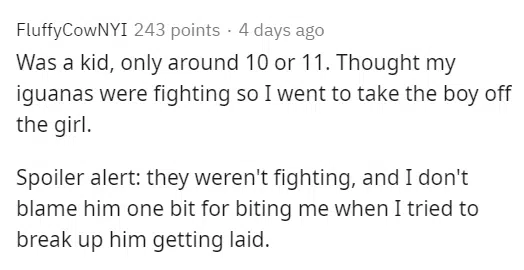 FluffyCowNYI 243 points · 4 days ago
Was a kid, only around 10 or 11. Thought my
iguanas were fighting so I went to take the boy off
the girl.
Spoiler alert: they weren't fighting, and I don't
blame him one bit for biting me when I tried to
break up him getting laid.